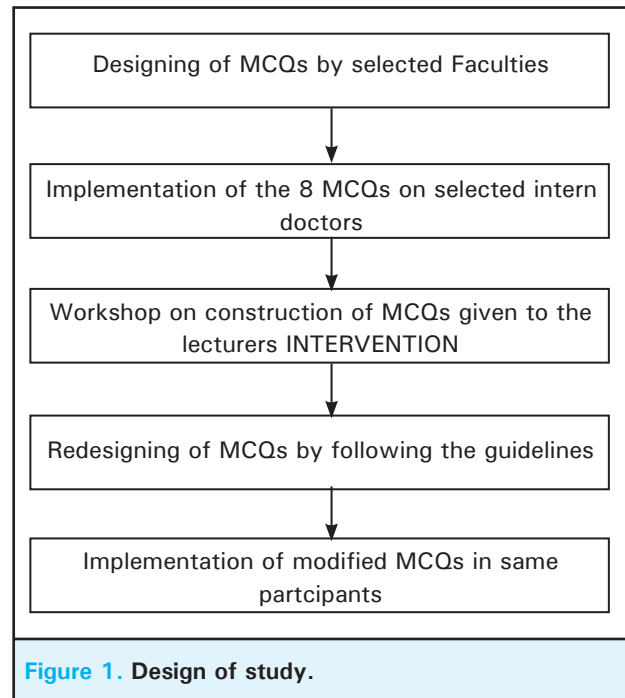 Designing of MCQs by selected Faculties
Implementation of the 8 MCQs on selected intern
doctors
Workshop on construction of MCQs given to the
lecturers INTERVENTION
Redesigning of MCQs by following the guidelines
Implementation of modified MCQs in same
partcipants
Figure 1. Design of study.